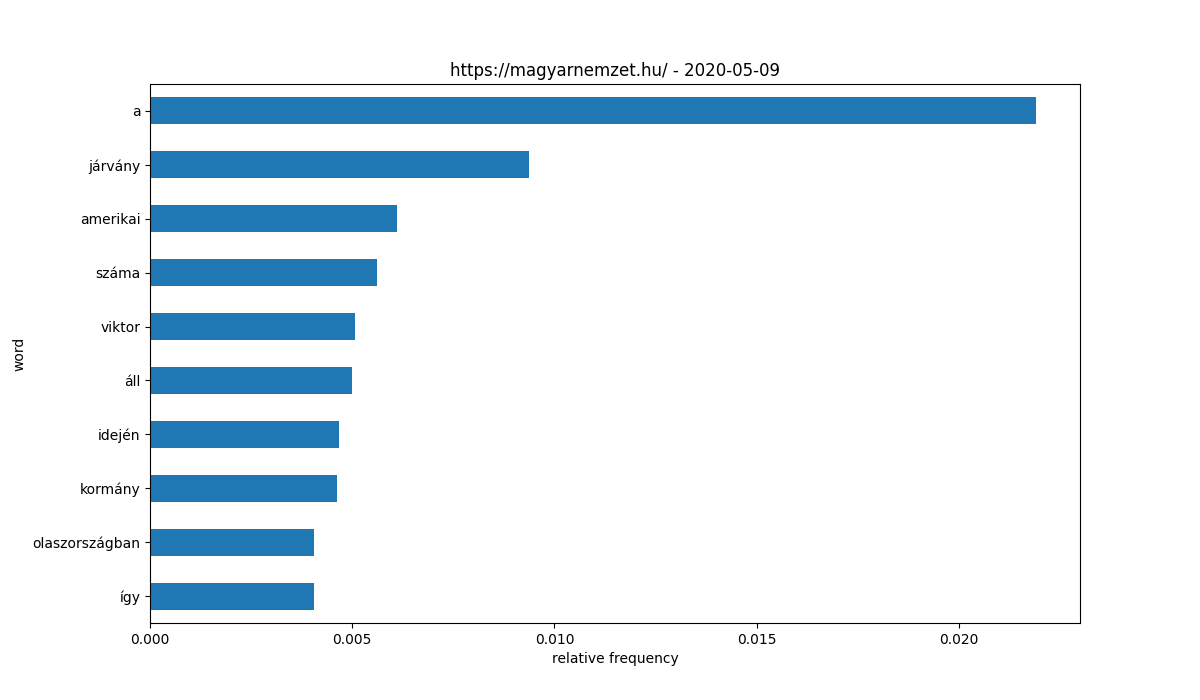 https://magyarnemzet.hu/ - 2020-05-09
a
járvány
amerikai
száma
viktor
áll
idején
kormány
olaszországban
így
word
0.000 0.005 0.010 0.015 0.020
relative frequency